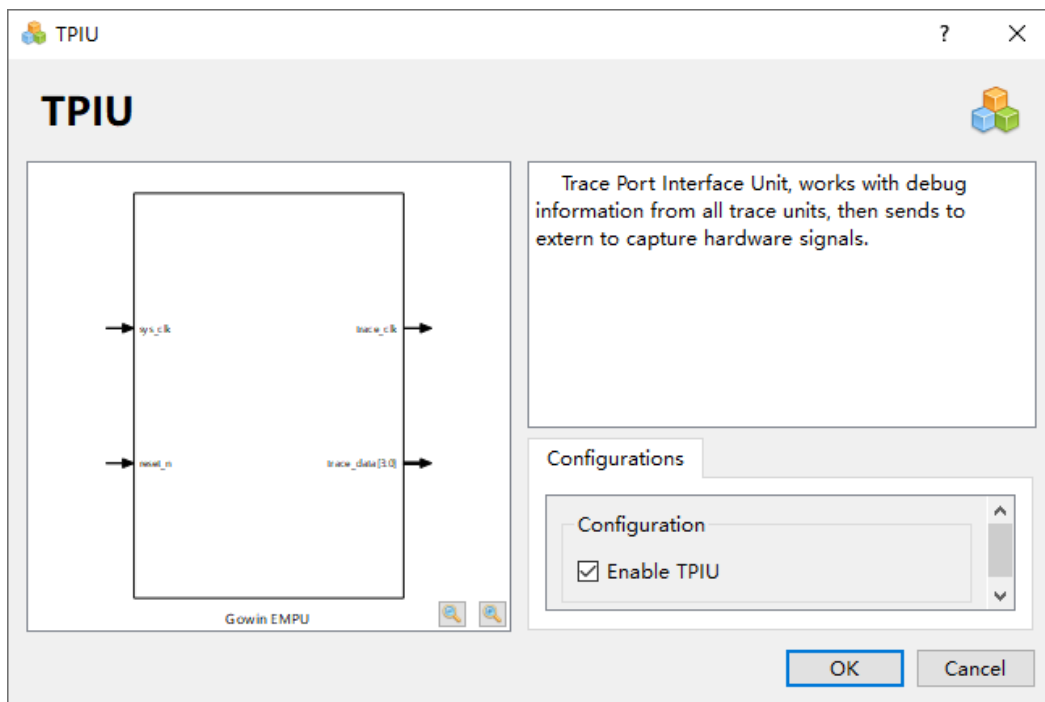 TPIU
?
TPIU
Trace Port Interface Unit, works with debug
information from all trace units, then sends to
extern to capture hardware signals.
sys_clk
trace_clk
reset_n
trace_data[3:0]
Gowin EMPU
Configurations
Configuration
Enable TPIU
OK
Cancel